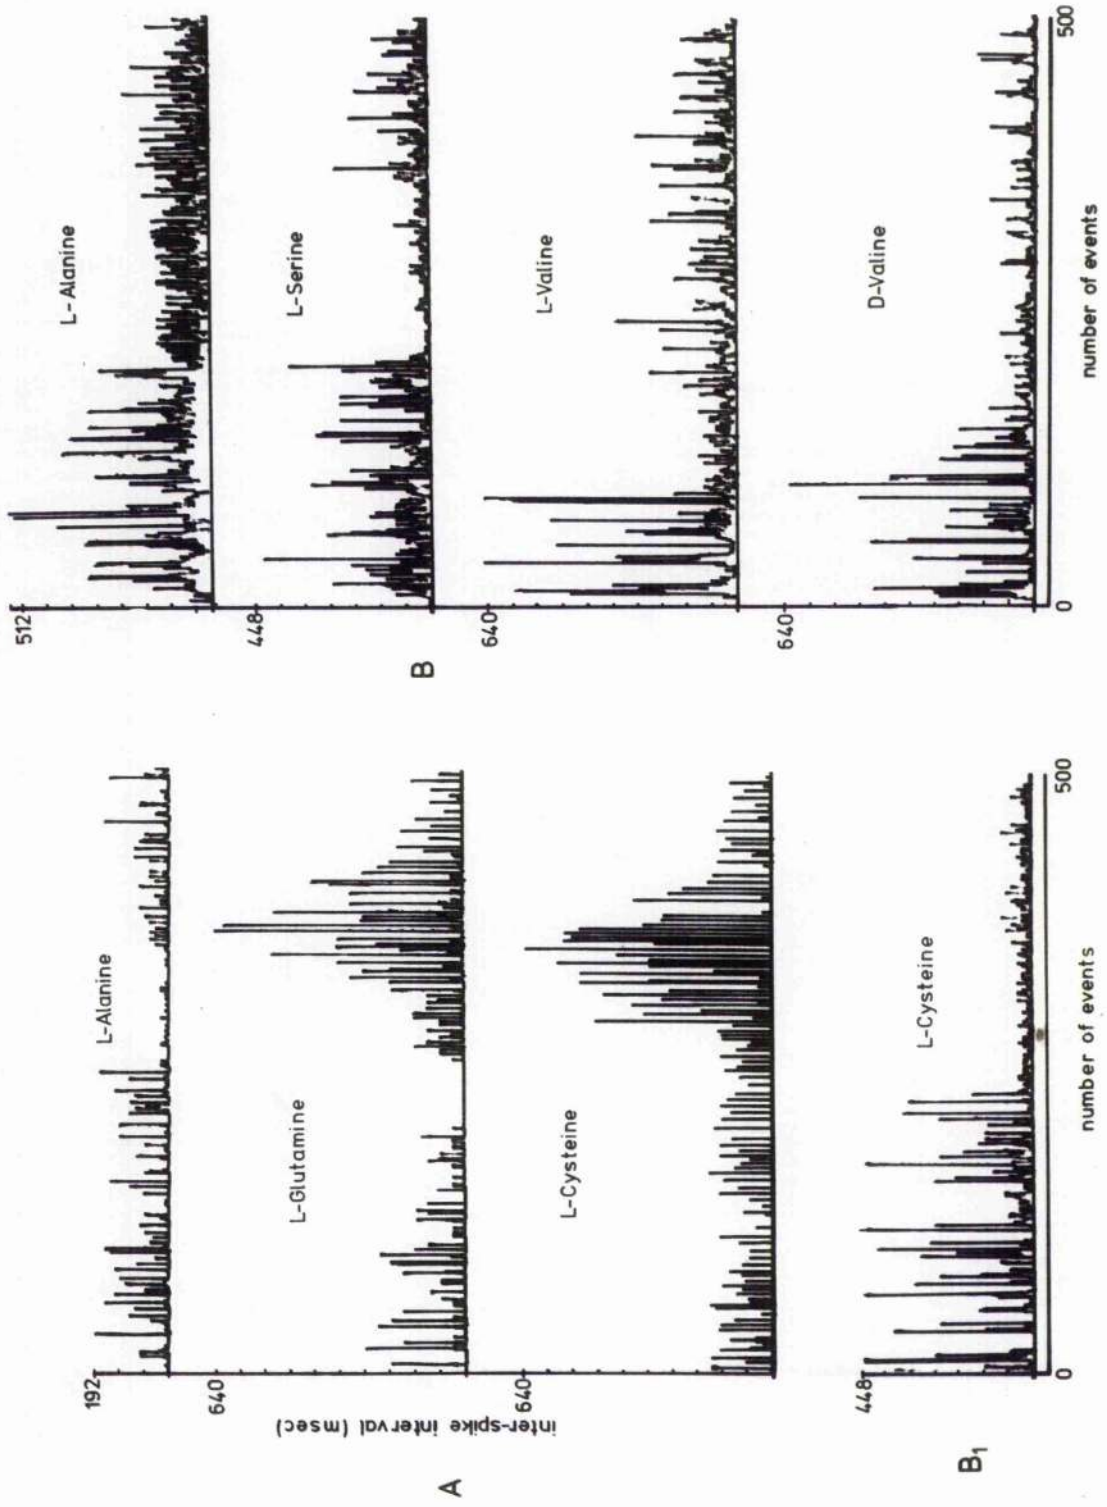 A
inter-spike interval (msec)
192
L-Alanine
640
L-Glutamine
640
L-Cysteine
B1
448
L-Cysteine
0
500
number of events
B
512
L-Alanine
448
L-Serine
640
L-Valine
640
D-Valine
0
500
number of events